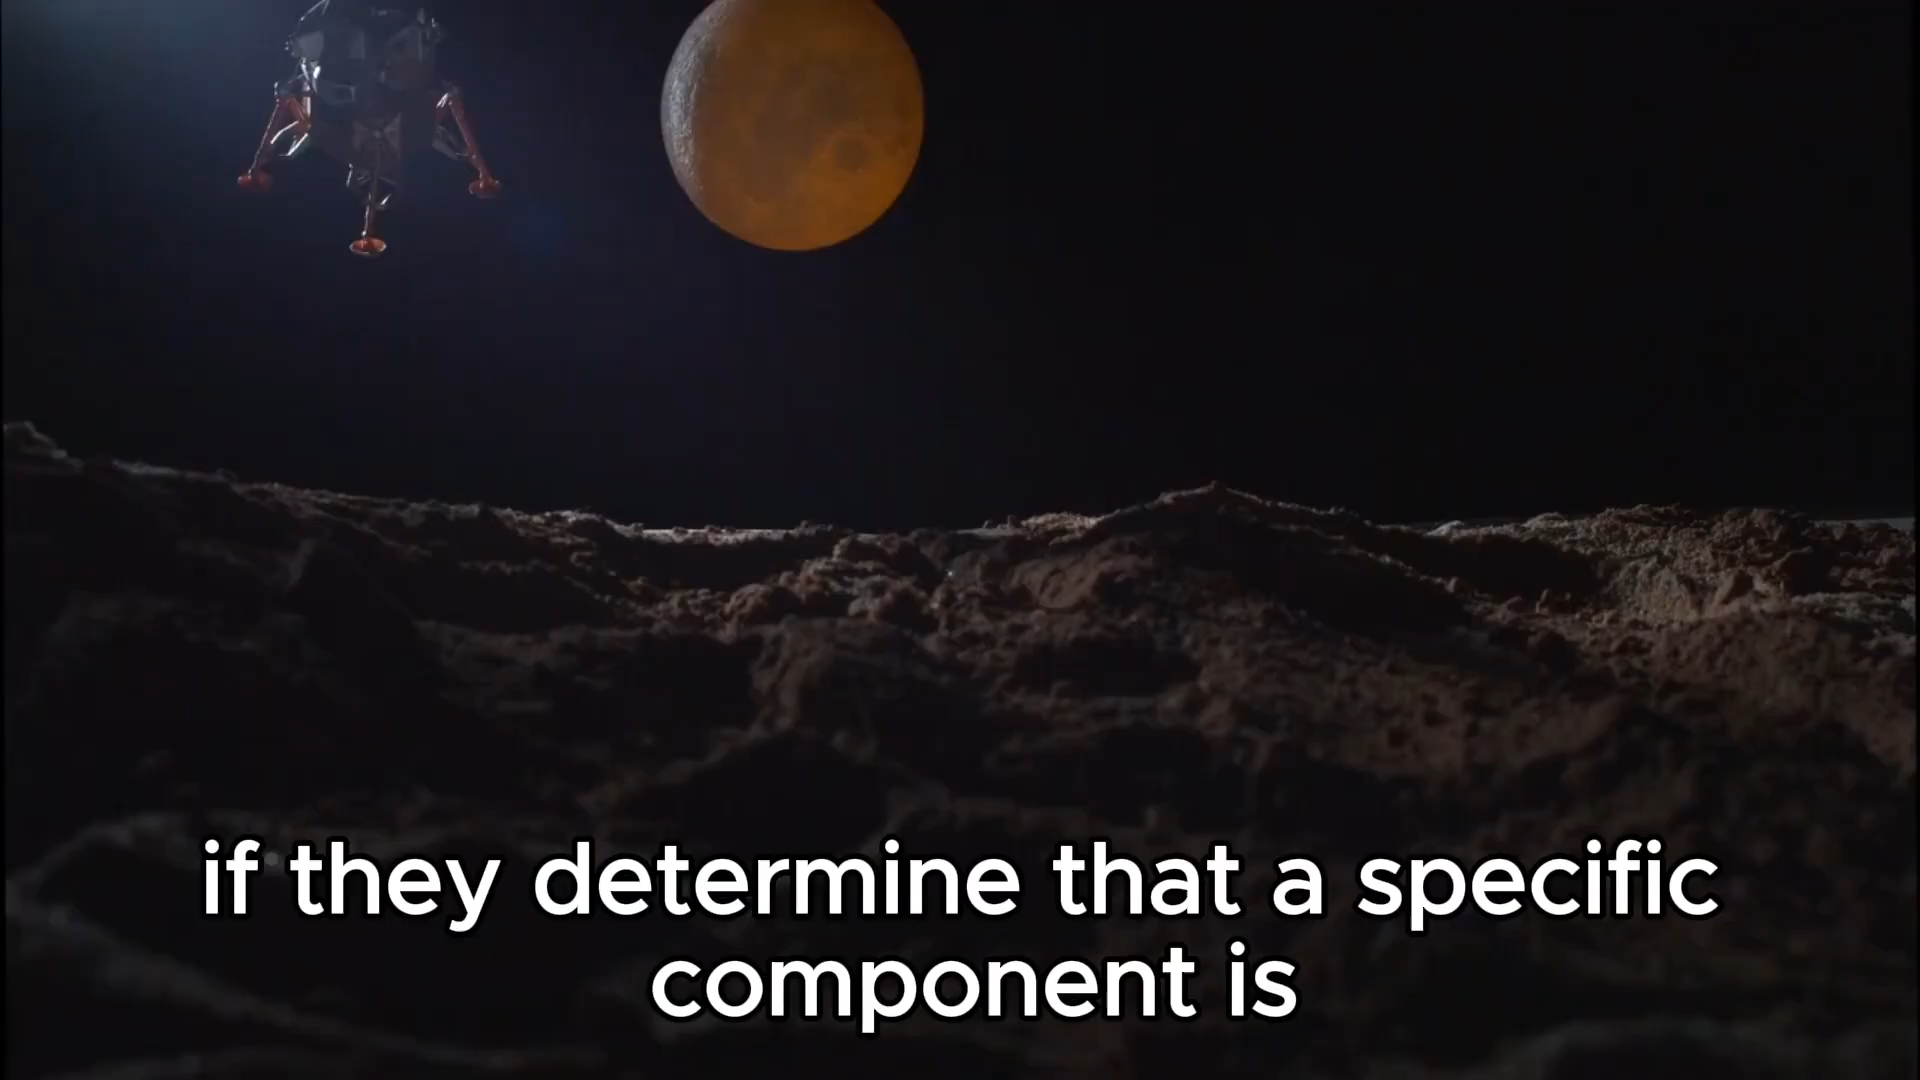 if they determine that a specific
component is